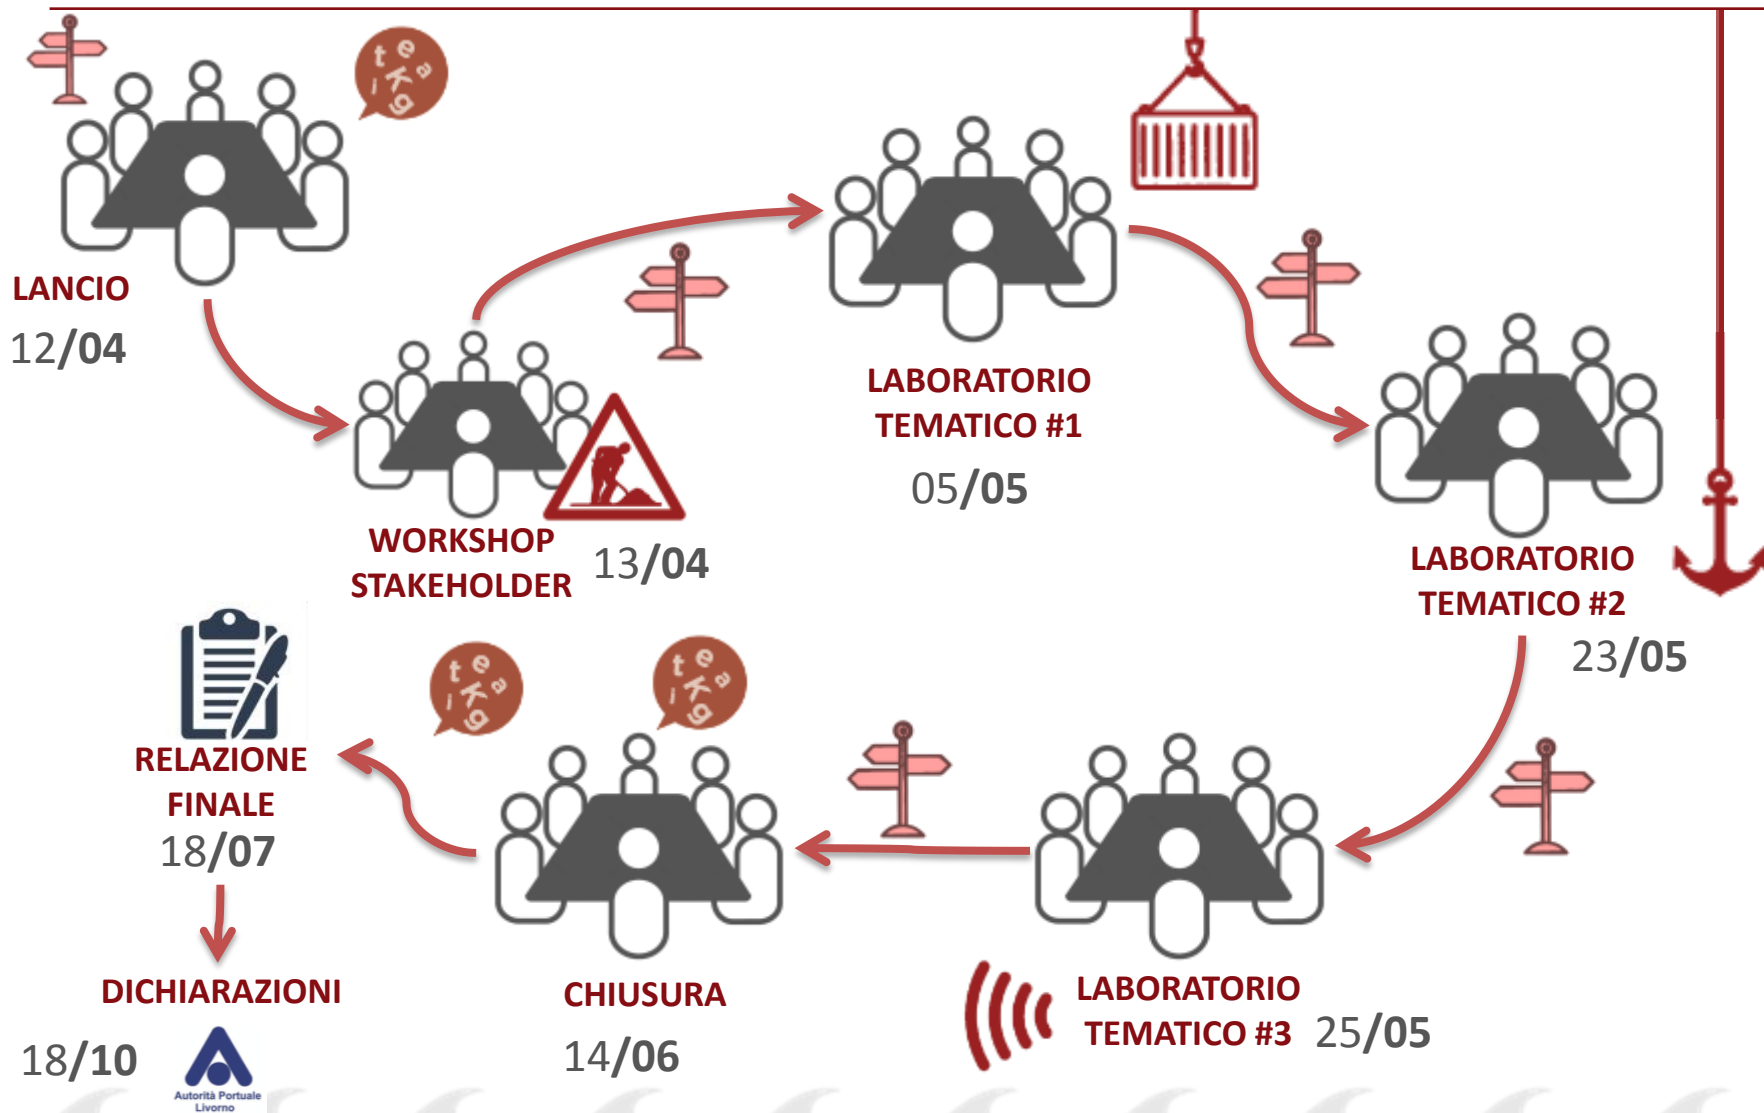 LANCIO
12/04
WORKSHOP
STAKEHOLDER
13/04
LABORATORIO
TEMATICO #1
05/05
LABORATORIO
TEMATICO #2
23/05
LABORATORIO
TEMATICO #3
25/05
CHIUSURA
14/06
RELAZIONE
FINALE
18/07
DICHIARAZIONI
18/10
Autorità Portuale
Livorno
t e a i K g
t e a i K g
t e a i K g